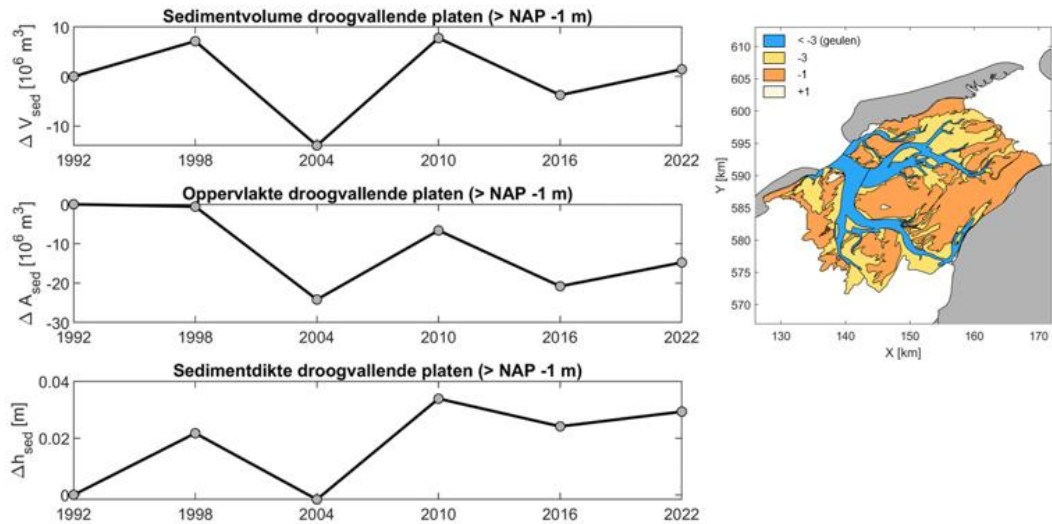 Sedimentvolume droogvallende platen (> NAP -1 m)
10
0
-10
Δ V_sed [10^6 m^3]
1992 1998 2004 2010 2016 2022
Oppervlakte droogvallende platen (> NAP -1 m)
0
-10
-20
-30
Δ A_sed [10^6 m^3]
1992 1998 2004 2010 2016 2022
Sedimentdikte droogvallende platen (> NAP -1 m)
0.04
0.02
0
Δh_sed [m]
1992 1998 2004 2010 2016 2022
< -3 (geulen)
-3
-1
+1
610
605
600
595
590
585
580
575
570
Y [km]
130 140 150 160 170
X [km]